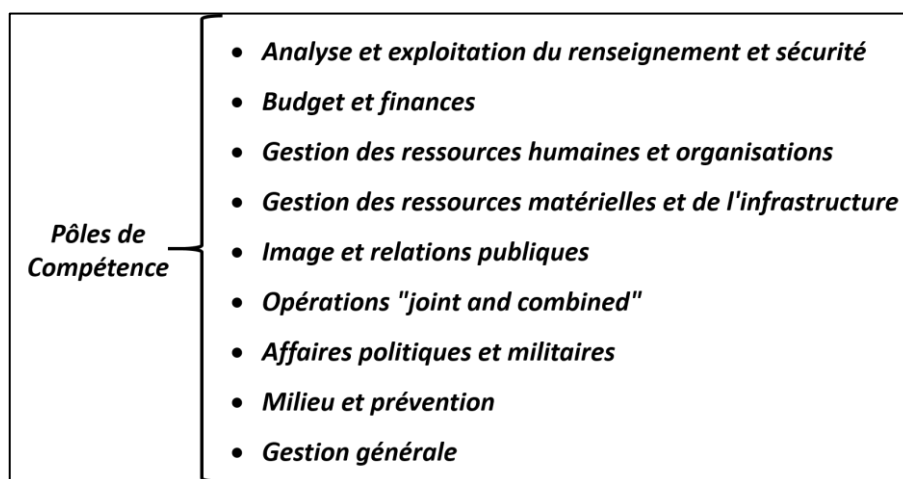 Pôles de
Compétence
• Analyse et exploitation du renseignement et sécurité
• Budget et finances
• Gestion des ressources humaines et organisations
• Gestion des ressources matérielles et de l'infrastructure
• Image et relations publiques
• Opérations "joint and combined"
• Affaires politiques et militaires
• Milieu et prévention
• Gestion générale